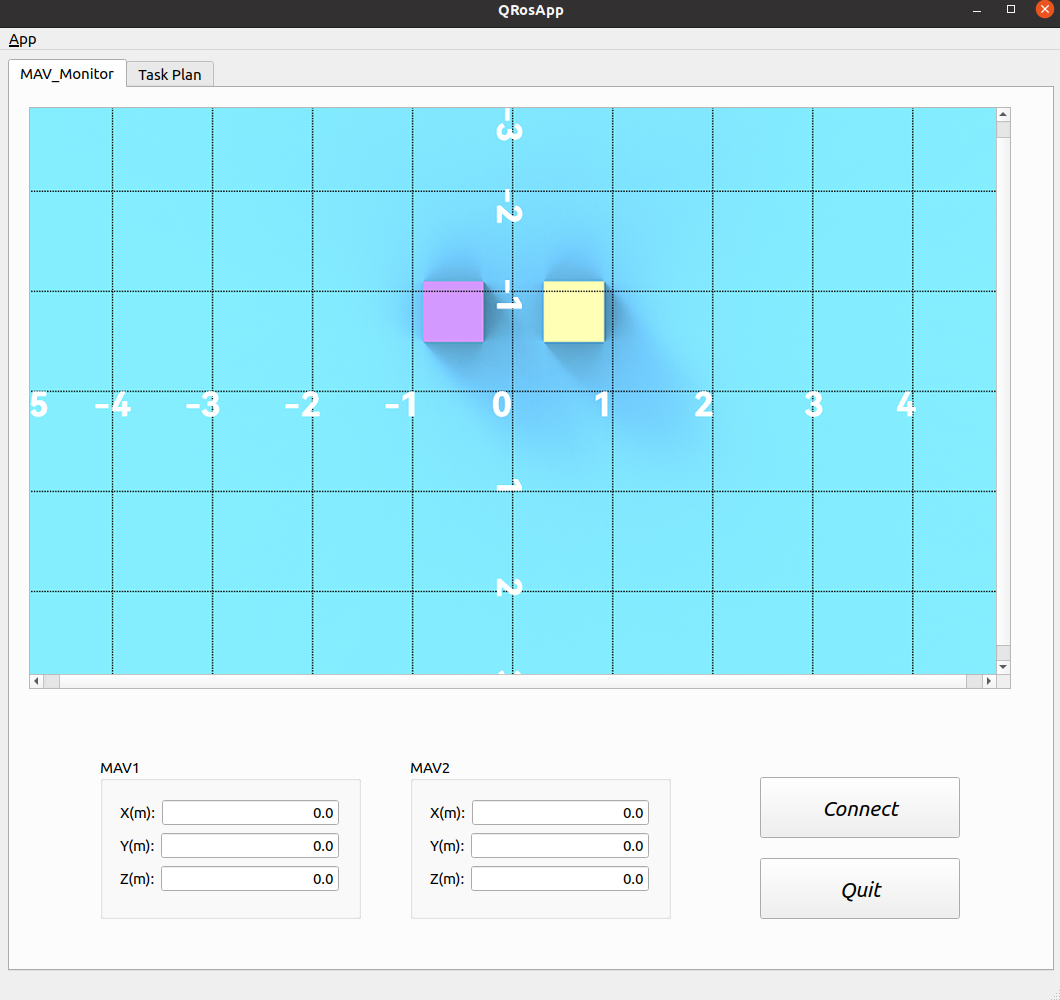 QRosApp
App
MAV_Monitor Task Plan
-3
-2
-1
5 -4 -3 -2 -1 0 1 2 3 4
1
2
MAV1 MAV2
X(m): 0.0 X(m): 0.0 Connect
Y(m): 0.0 Y(m): 0.0
Z(m): 0.0 Z(m): 0.0 Quit